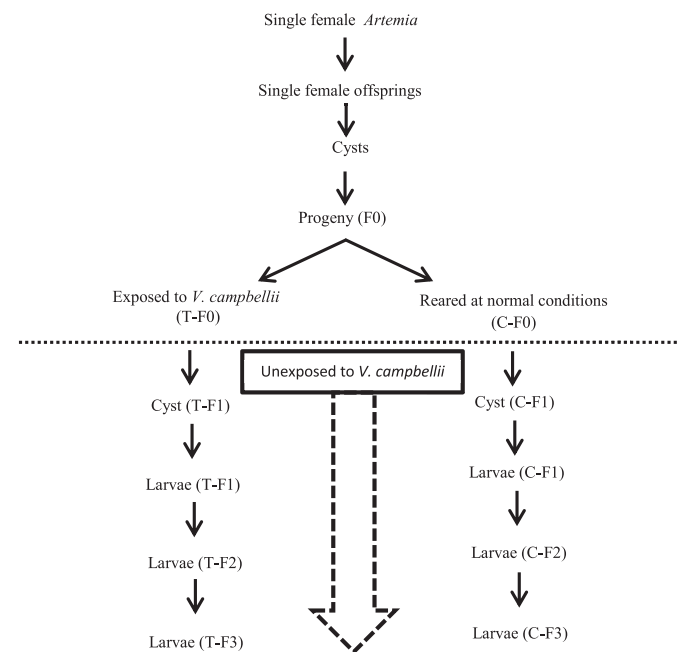 Single female Artemia
Single female offsprings
Cysts
Progeny (F0)
Exposed to V. campbellii
(T-F0)
Reared at normal conditions
(C-F0)
Unexposed to V. campbellii
Cyst (T-F1)
Cyst (C-F1)
Larvae (T-F1)
Larvae (C-F1)
Larvae (T-F2)
Larvae (C-F2)
Larvae (T-F3)
Larvae (C-F3)